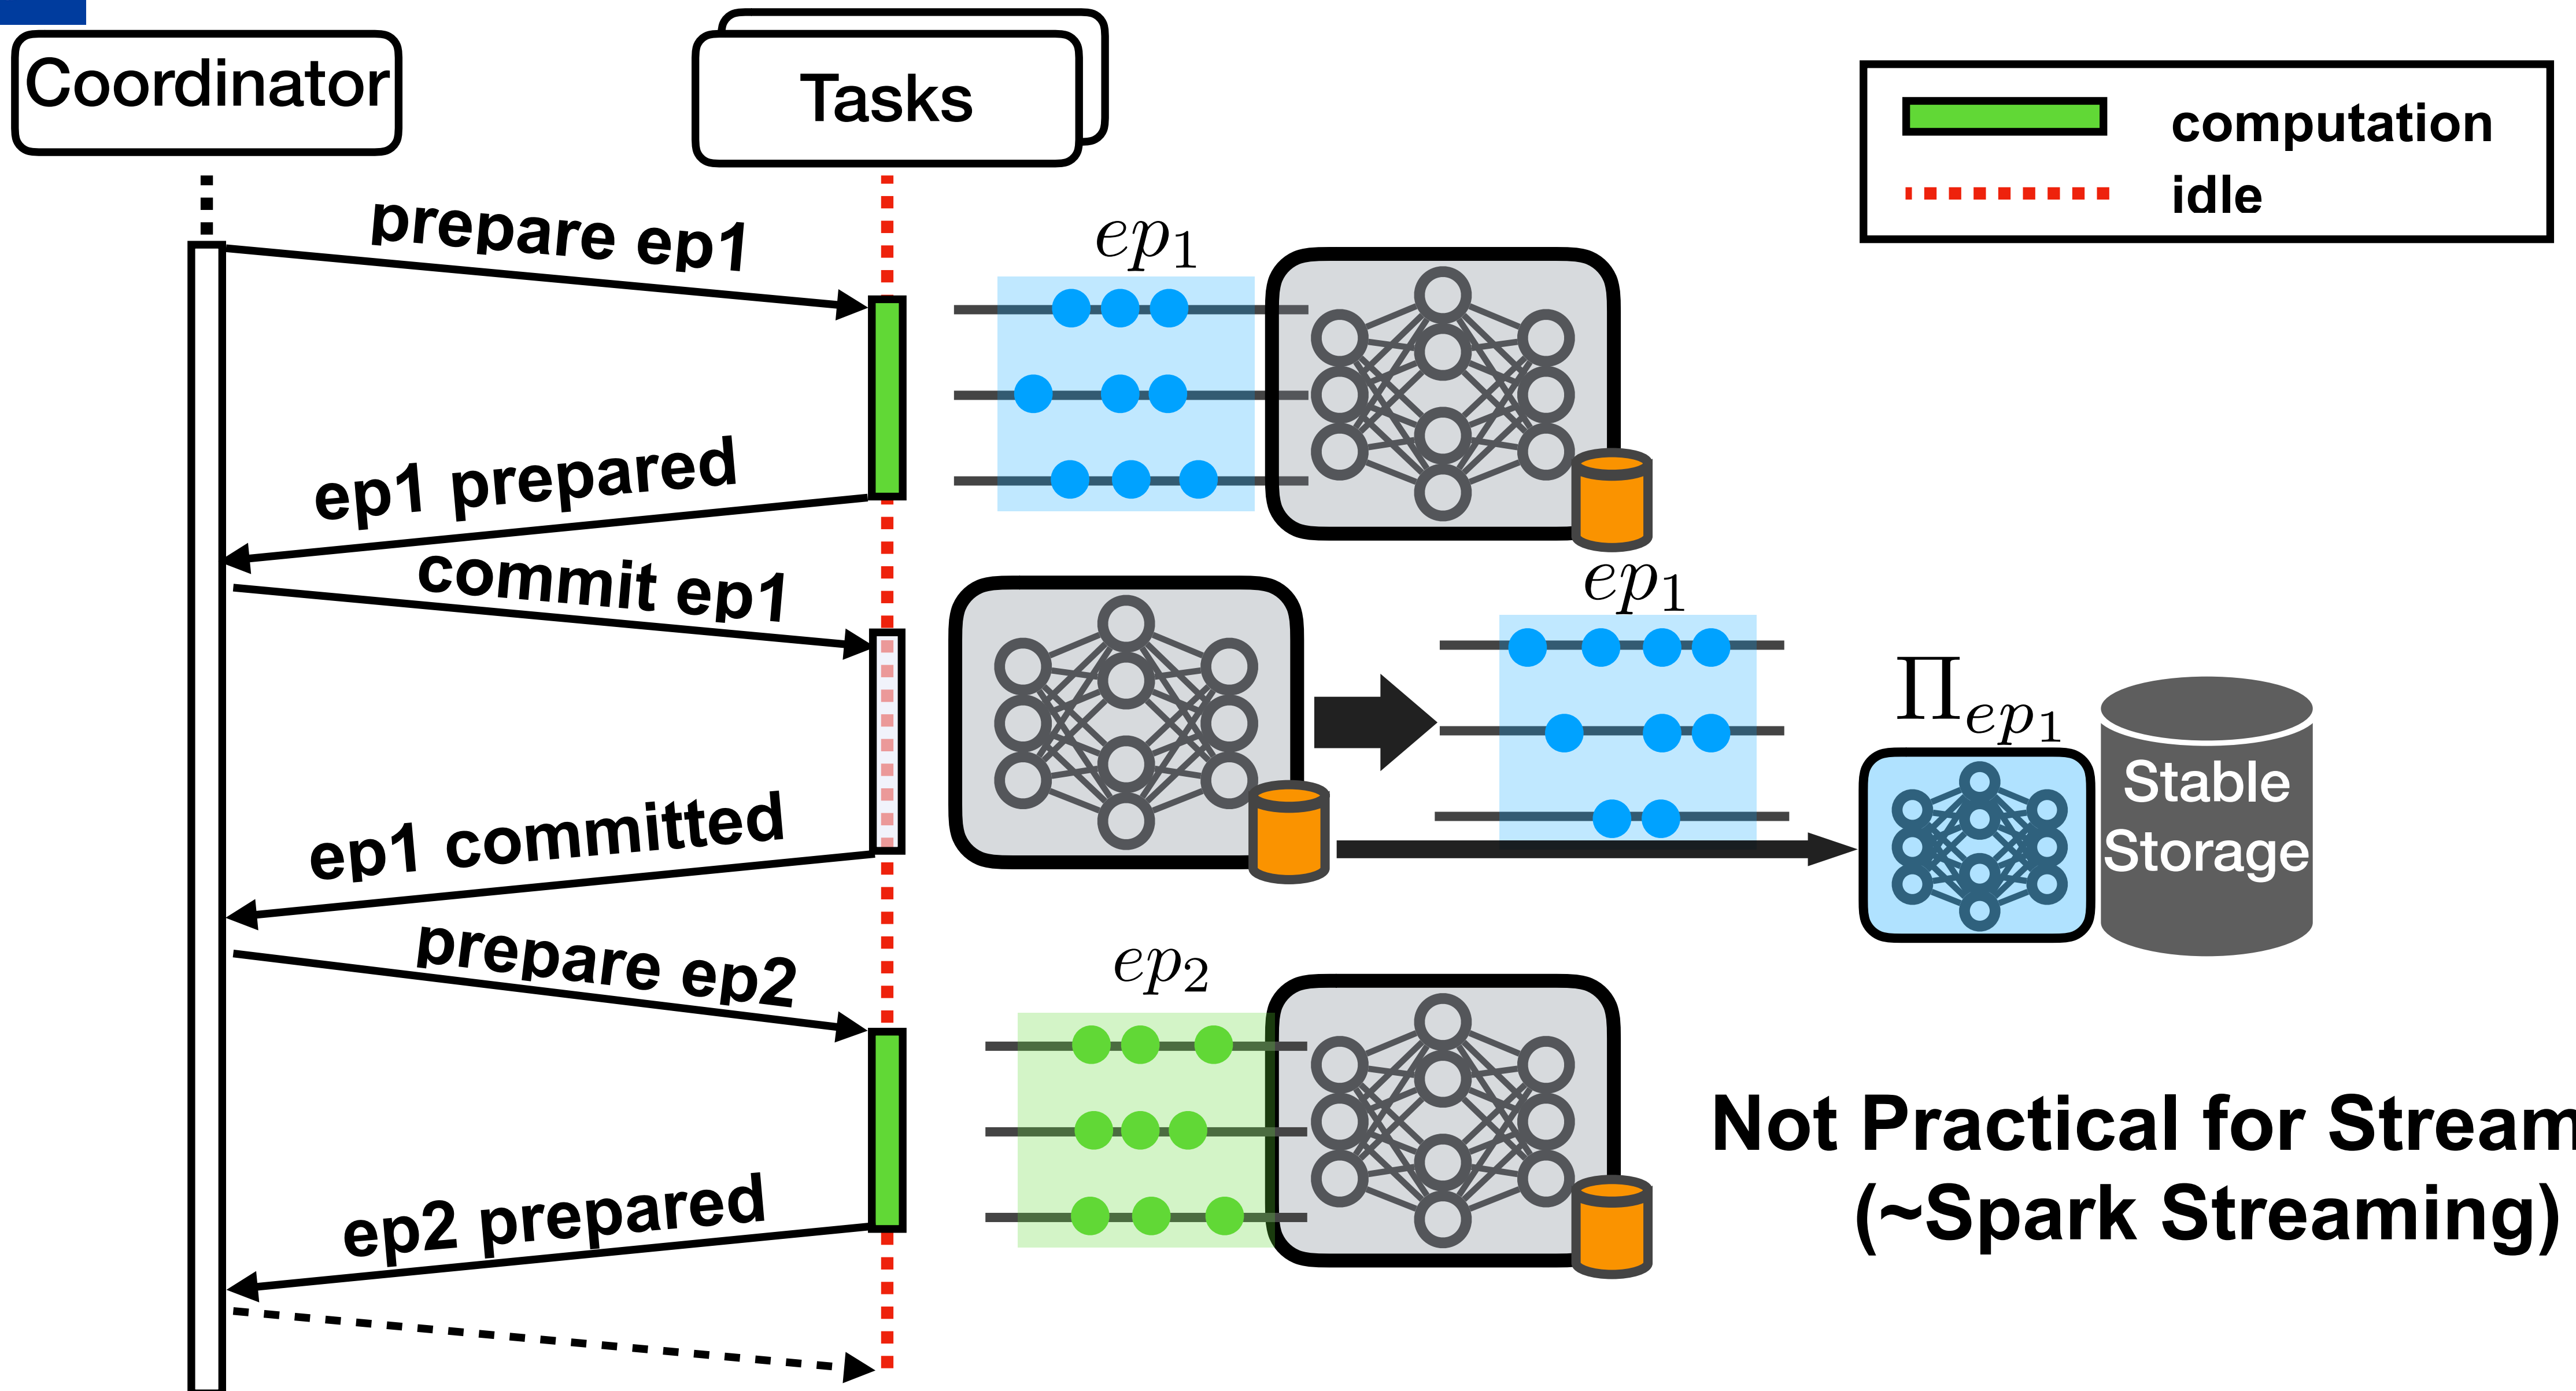 Coordinator
Tasks
computation
idle
prepare ep1
ep1 prepared
commit ep1
ep1 committed
prepare ep2
ep2 prepared
ep₁
ep₁
Π_{ep₁}
Stable
Storage
ep₂
Not Practical for Stream
(~Spark Streaming)